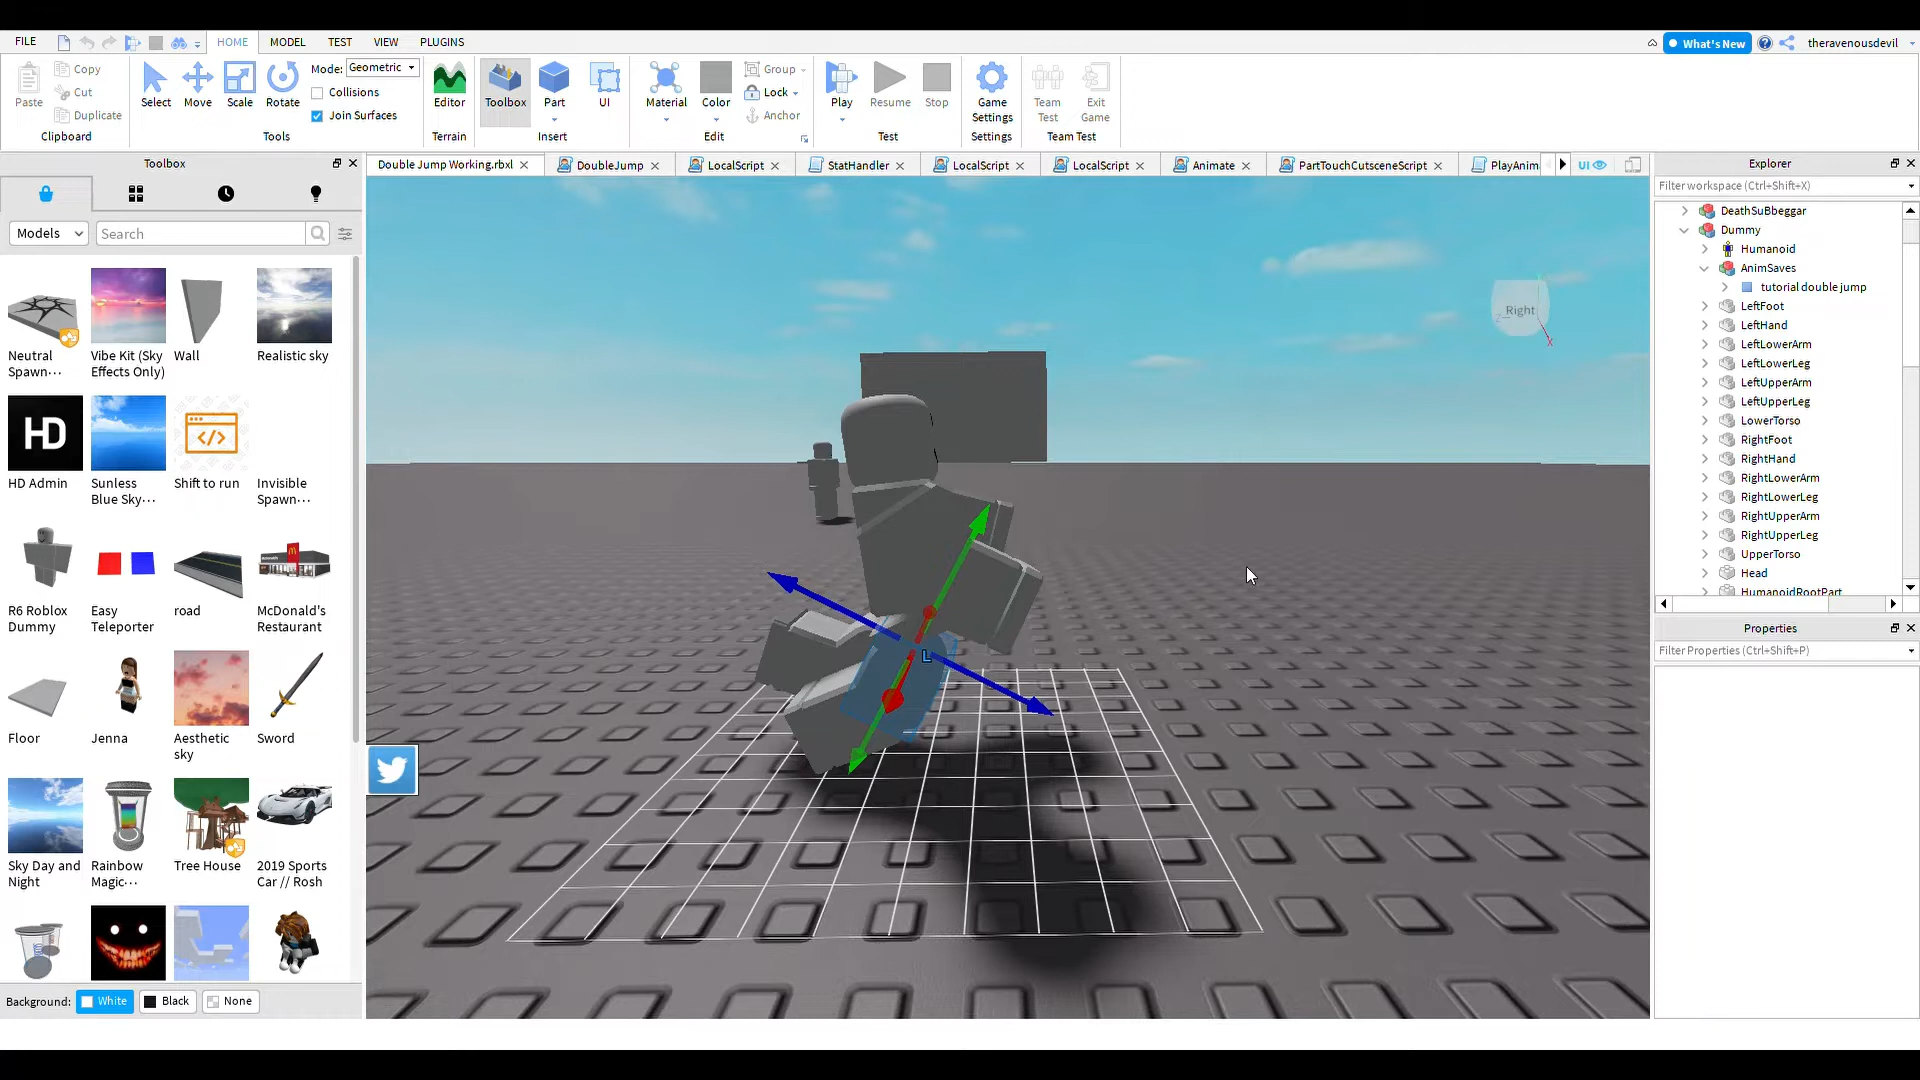 FILE HOME MODEL TEST VIEW PLUGINS What's New theravenousdevil
Paste Copy Cut Duplicate Clipboard
Select Move Scale Rotate Mode: Geometric Collisions Join Surfaces Tools
Editor Terrain
Toolbox Part UI Insert
Material Color Group Lock Anchor Edit
Play Resume Stop Test
Game Settings Settings
Team Test Exit Game Team Test
Toolbox
Double Jump Working.rbxl DoubleJump LocalScript StatHandler LocalScript LocalScript Animate PartTouchCutsceneScript PlayAnim UI
Models Search
Neutral Spawn...
Vibe Kit (Sky Effects Only)
Wall
Realistic sky
HD
HD Admin
Sunless Blue Sky...
Shift to run
Invisible Spawn...
R6 Roblox Dummy
Easy Teleporter
road
McDonald's Restaurant
Floor
Jenna
Aesthetic sky
Sword
Sky Day and Night
Rainbow Magic...
Tree House
2019 Sports Car // Rosh
Background: White Black None
Right
X
L
Explorer
Filter workspace (Ctrl+Shift+X)
DeathSuBbeggar
Dummy
Humanoid
AnimSaves
tutorial double jump
LeftFoot
LeftHand
LeftLowerArm
LeftLowerLeg
LeftUpperArm
LeftUpperLeg
LowerTorso
RightFoot
RightHand
RightLowerArm
RightLowerLeg
RightUpperArm
RightUpperLeg
UpperTorso
Head
HumanoidRootPart
Properties
Filter Properties (Ctrl+Shift+P)